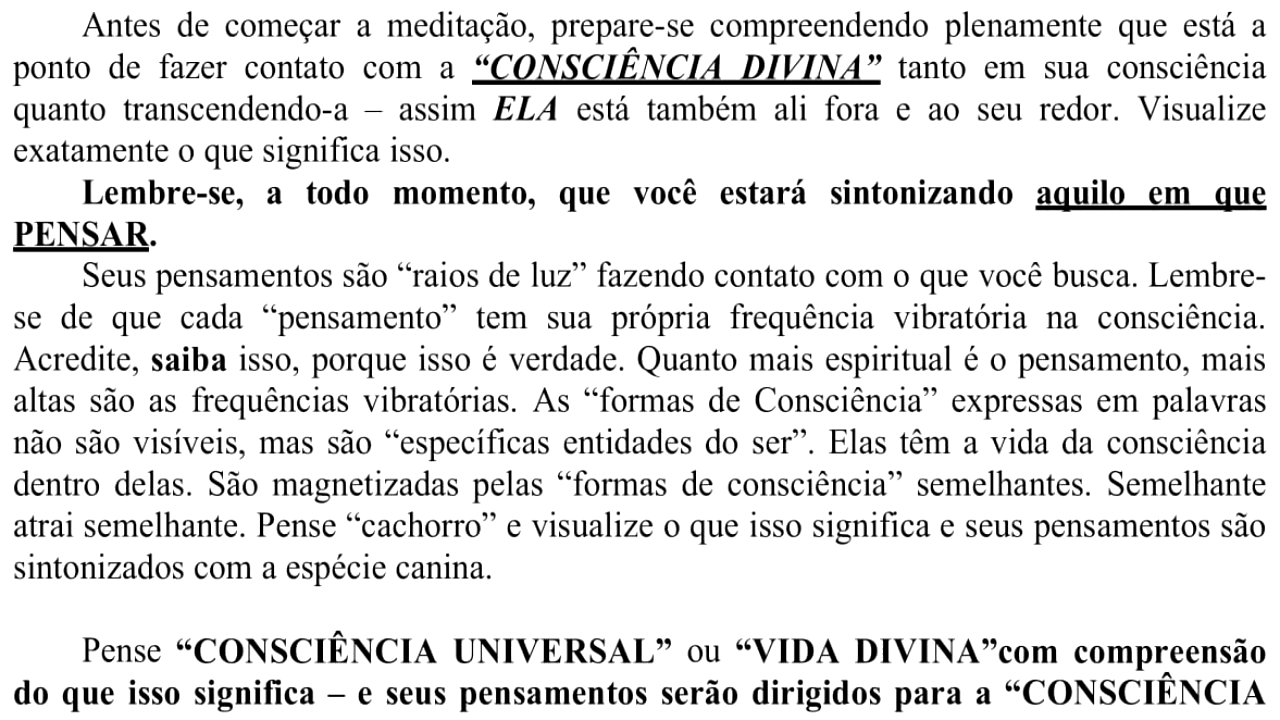 Antes de começar a meditação, prepare-se compreendendo plenamente que está a
ponto de fazer contato com a “CONSCIÊNCIA DIVINA” tanto em sua consciência
quanto transcendendo-a – assim ELA está também ali fora e ao seu redor. Visualize
exatamente o que significa isso.
Lembre-se, a todo momento, que você estará sintonizando aquilo em que
PENSAR.
Seus pensamentos são “raios de luz” fazendo contato com o que você busca. Lembre-
se de que cada “pensamento” tem sua própria frequência vibratória na consciência.
Acredite, saiba isso, porque isso é verdade. Quanto mais espiritual é o pensamento, mais
altas são as frequências vibratórias. As “formas de Consciência” expressas em palavras
não são visíveis, mas são “específicas entidades do ser”. Elas têm a vida da consciência
dentro delas. São magnetizadas pelas “formas de consciência” semelhantes. Semelhante
atrai semelhante. Pense “cachorro” e visualize o que isso significa e seus pensamentos são
sintonizados com a espécie canina.
Pense “CONSCIÊNCIA UNIVERSAL” ou “VIDA DIVINA”com compreensão
do que isso significa – e seus pensamentos serão dirigidos para a “CONSCIÊNCIA